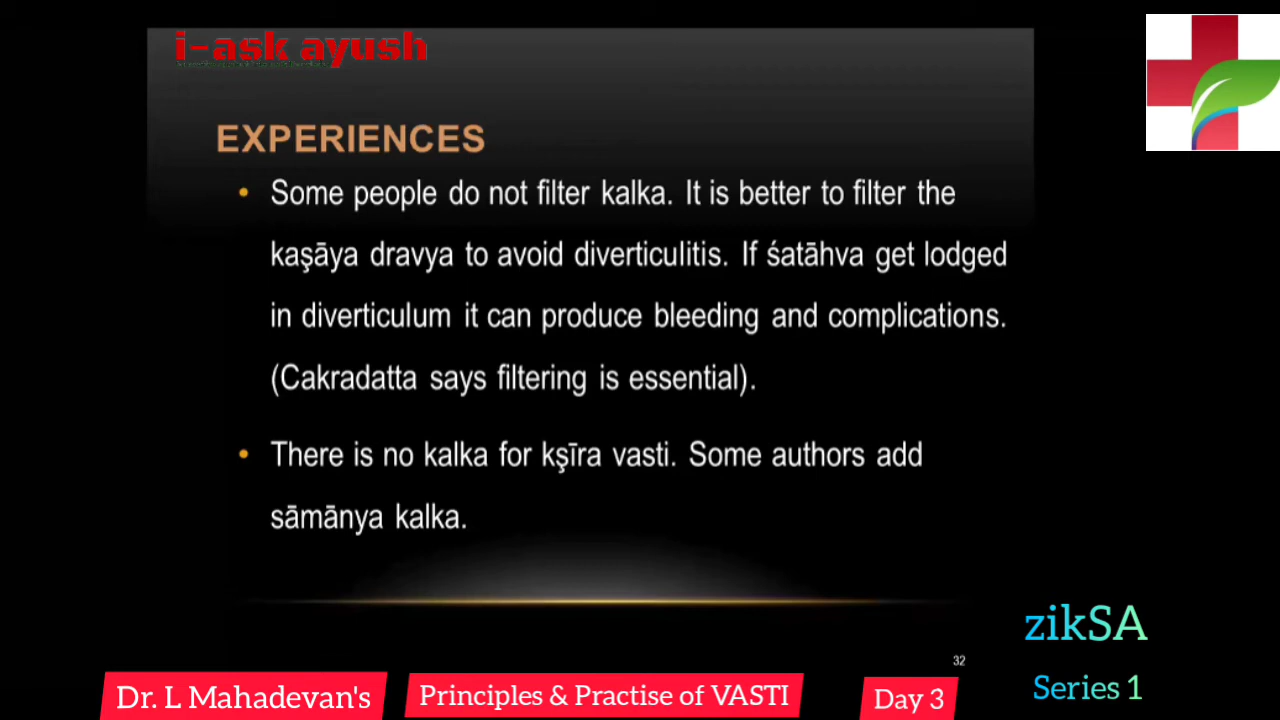 i-ask ayush
EXPERIENCES
• Some people do not filter kalka. It is better to filter the
kaşāya dravya to avoid diverticulitis. If śatāhva get lodged
in diverticulum it can produce bleeding and complications.
(Cakradatta says filtering is essential).
• There is no kalka for kşīra vasti. Some authors add
sāmānya kalka.
32
zikSA
Series 1
Dr. L Mahadevan's
Principles & Practise of VASTI
Day 3